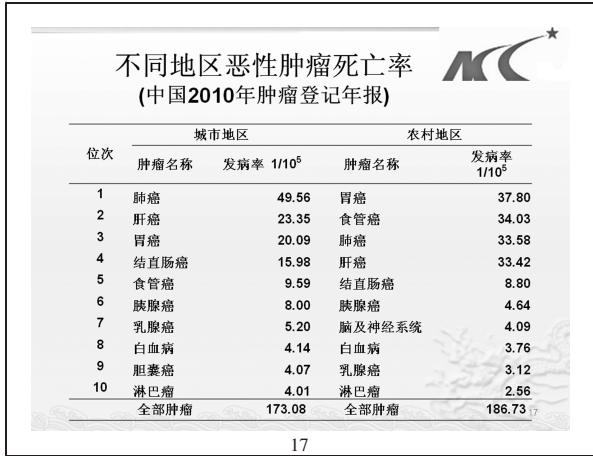 不同地区恶性肿瘤死亡率
(中国2010年肿瘤登记年报)
NCC
位次 城市地区 农村地区
肿瘤名称 发病率 1/10⁵ 肿瘤名称 发病率 1/10⁵
1 肺癌 49.56 胃癌 37.80
2 肝癌 23.35 食管癌 34.03
3 胃癌 20.09 肺癌 33.58
4 结直肠癌 15.98 肝癌 33.42
5 食管癌 9.59 结直肠癌 8.80
6 胰腺癌 8.00 胰腺癌 4.64
7 乳腺癌 5.20 脑及神经系统 4.09
8 白血病 4.14 白血病 3.76
9 胆囊癌 4.07 乳腺癌 3.12
10 淋巴瘤 4.01 淋巴瘤 2.56
全部肿瘤 173.08 全部肿瘤 186.73
17
17